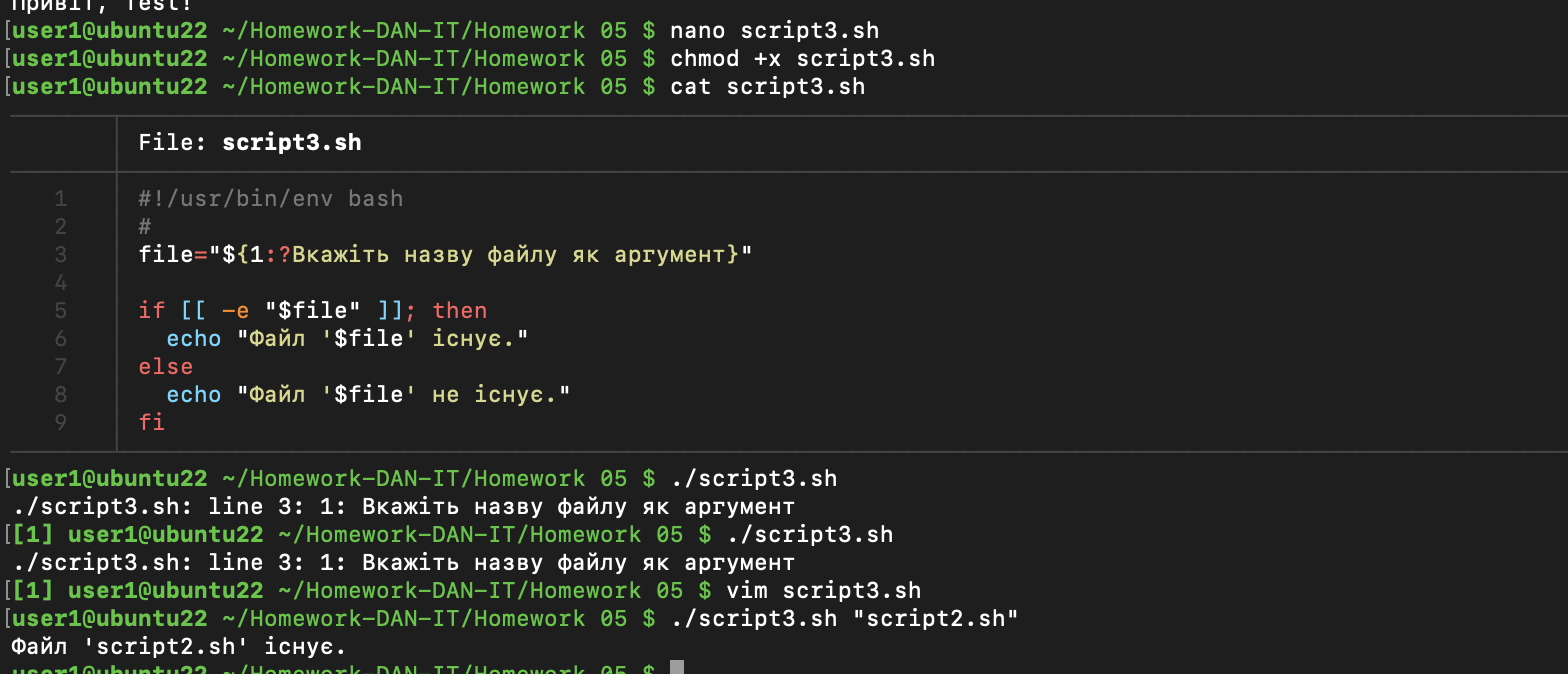 Привіт, Test!
[user1@ubuntu22 ~/Homework-DAN-IT/Homework 05 $ nano script3.sh
[user1@ubuntu22 ~/Homework-DAN-IT/Homework 05 $ chmod +x script3.sh
[user1@ubuntu22 ~/Homework-DAN-IT/Homework 05 $ cat script3.sh
File: script3.sh
1 #!/usr/bin/env bash
2 #
3 file="${1:?Вкажіть назву файлу як аргумент}"
4
5 if [[ -e "$file" ]]; then
6   echo "Файл '$file' існує."
7 else
8   echo "Файл '$file' не існує."
9 fi
[user1@ubuntu22 ~/Homework-DAN-IT/Homework 05 $ ./script3.sh
./script3.sh: line 3: 1: Вкажіть назву файлу як аргумент
[[1] user1@ubuntu22 ~/Homework-DAN-IT/Homework 05 $ ./script3.sh
./script3.sh: line 3: 1: Вкажіть назву файлу як аргумент
[[1] user1@ubuntu22 ~/Homework-DAN-IT/Homework 05 $ vim script3.sh
[user1@ubuntu22 ~/Homework-DAN-IT/Homework 05 $ ./script3.sh "script2.sh"
Файл 'script2.sh' існує.
user1@ubuntu22 ~/Homework-DAN-IT/Homework 05 $